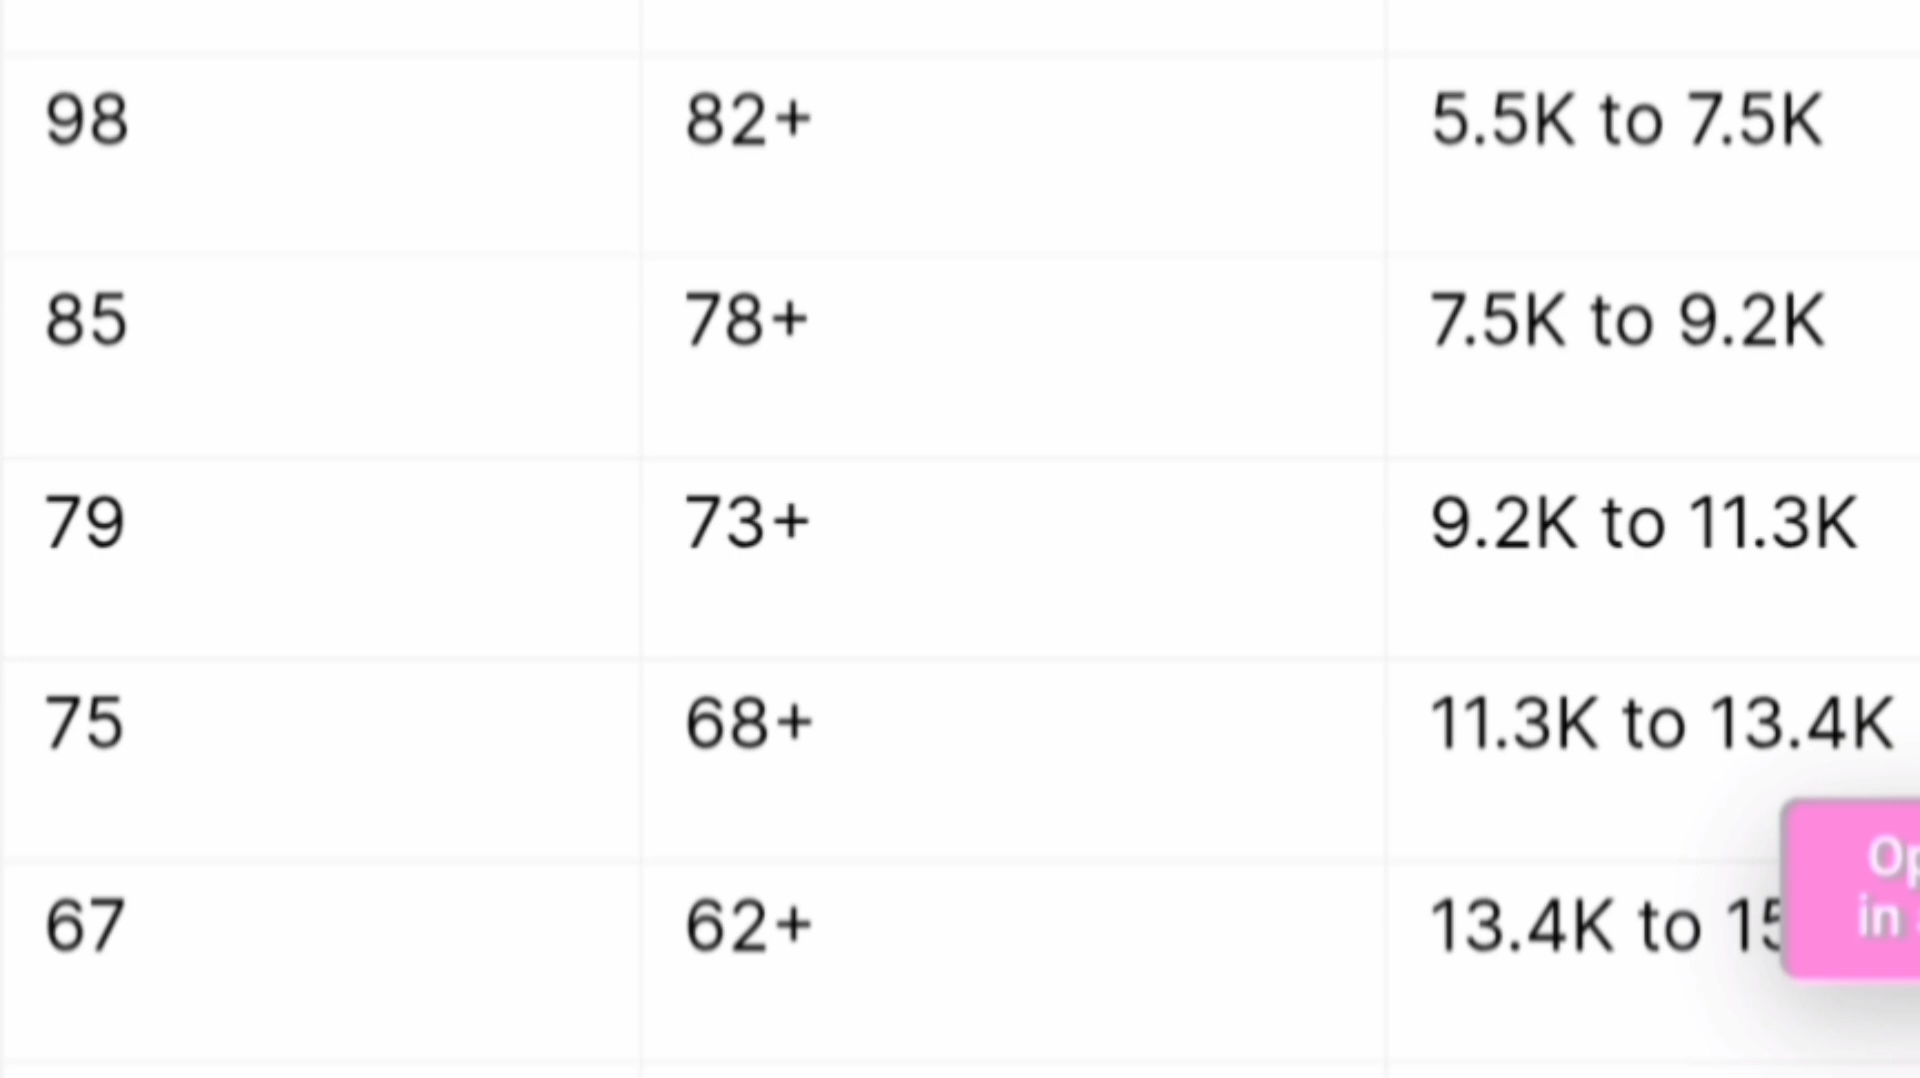 98 82+ 5.5K to 7.5K
85 78+ 7.5K to 9.2K
79 73+ 9.2K to 11.3K
75 68+ 11.3K to 13.4K
67 62+ 13.4K to
in